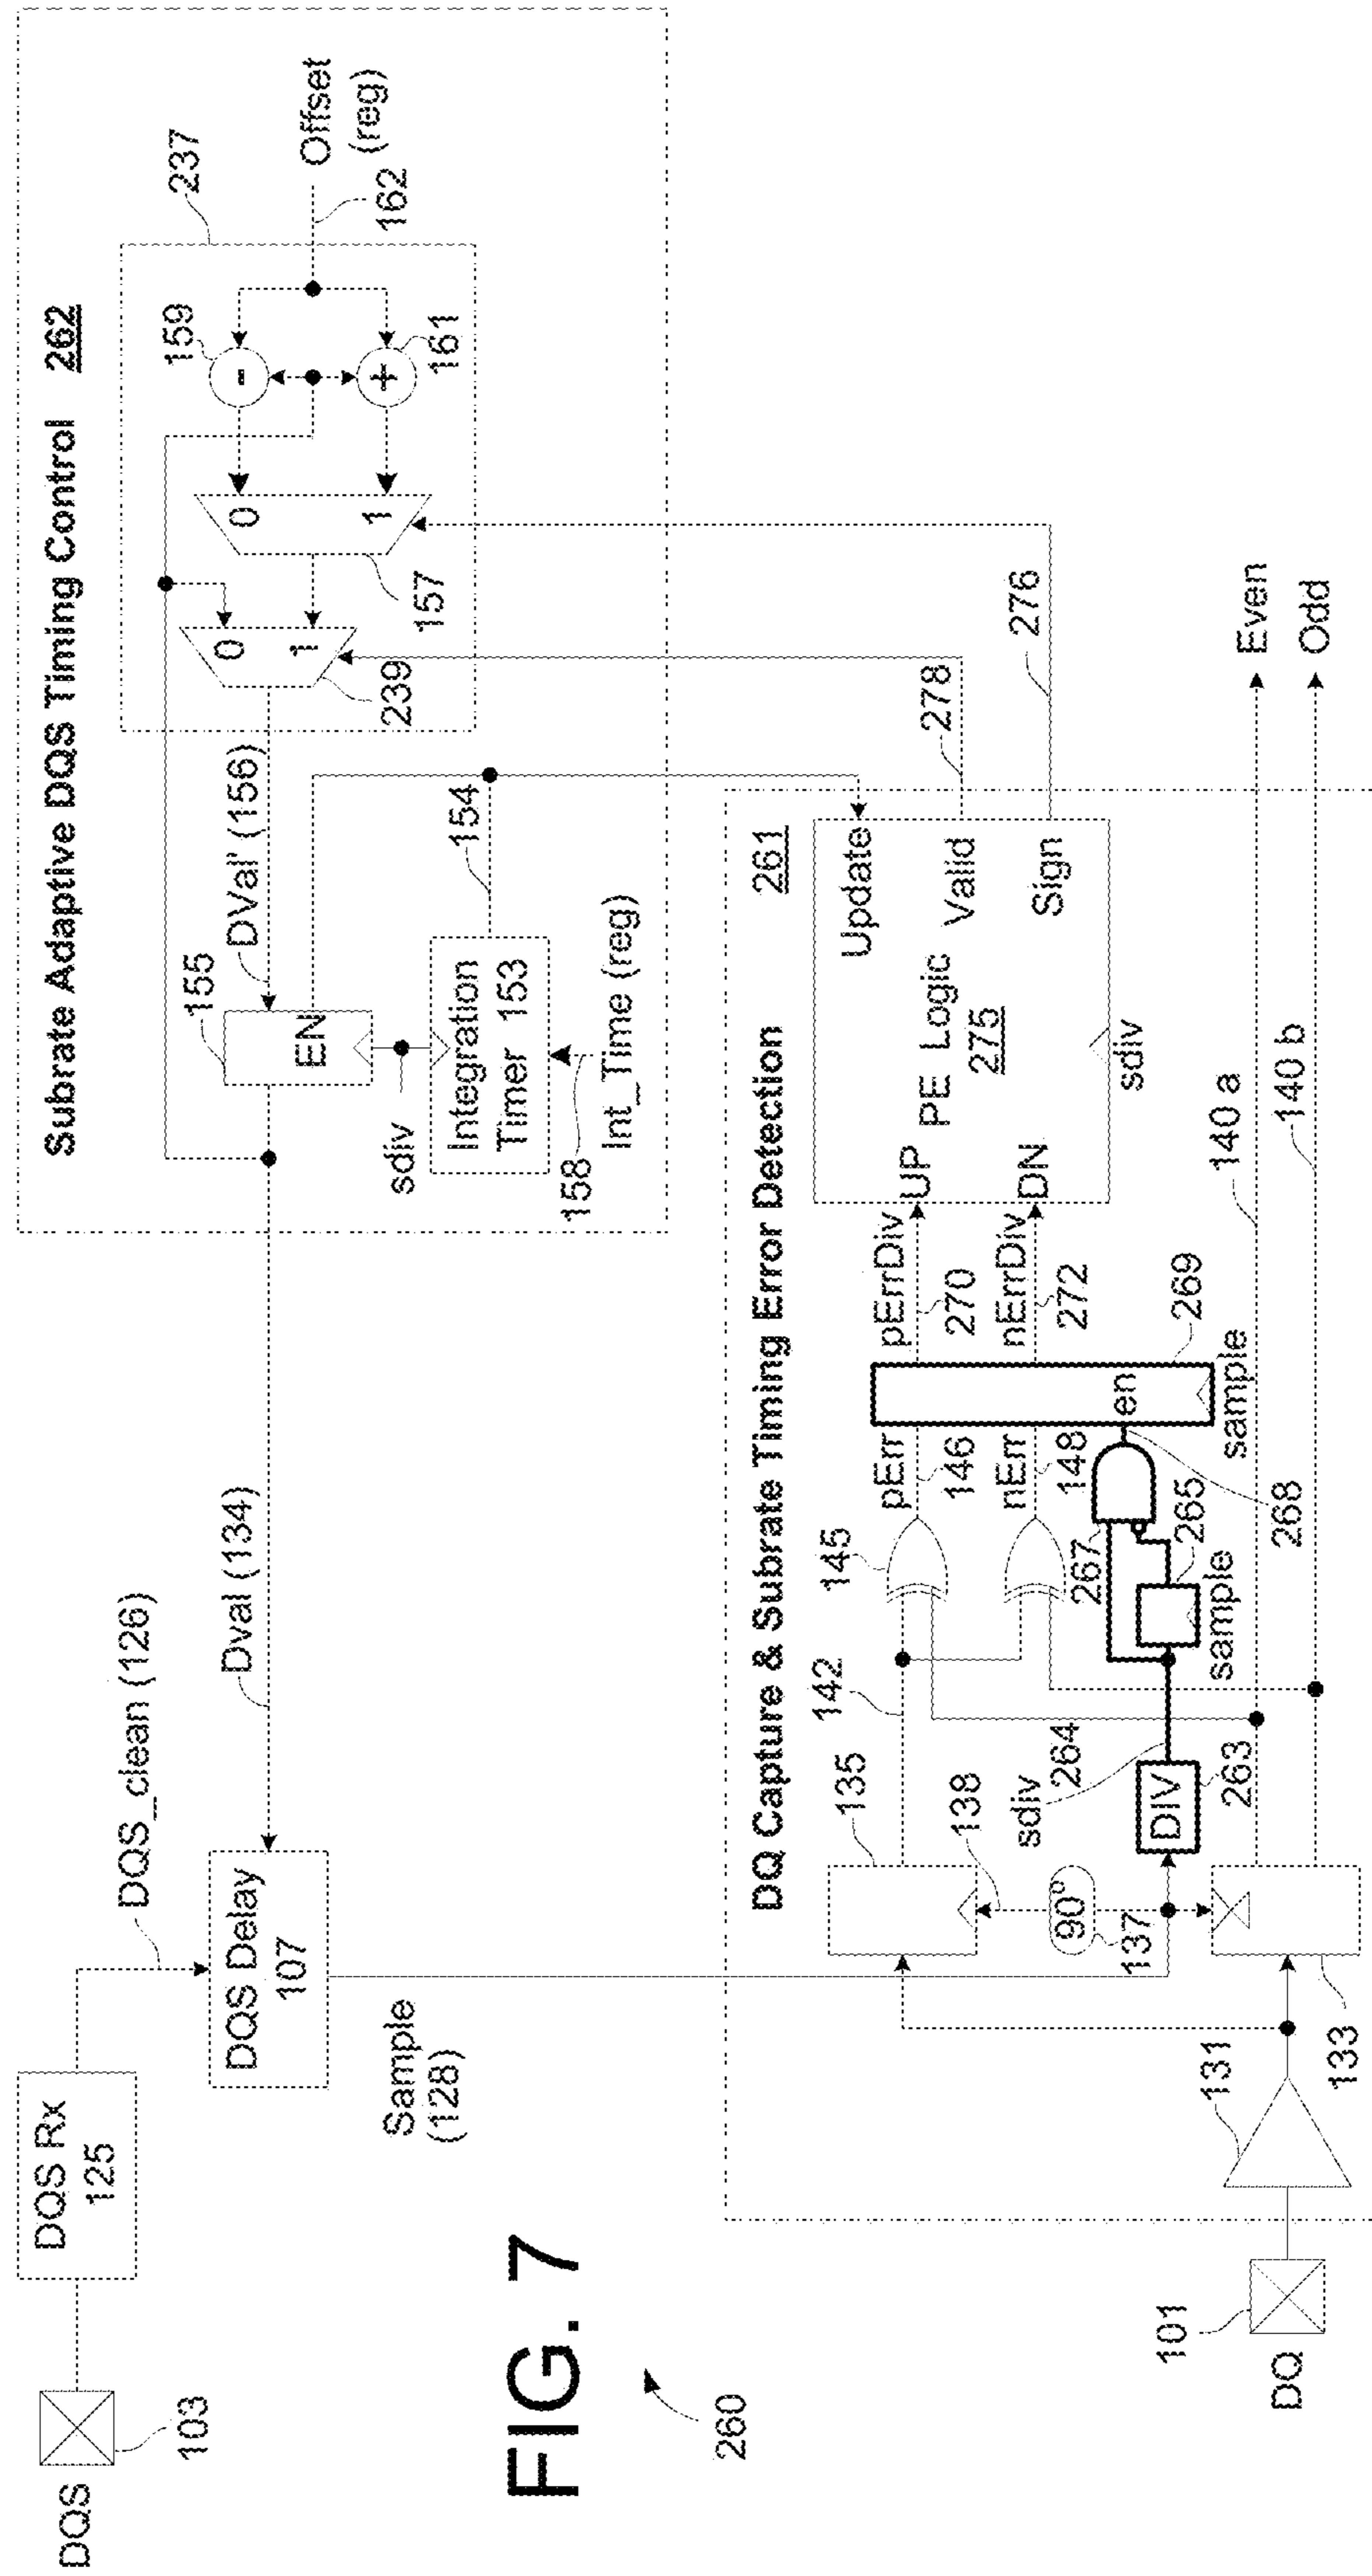 Subrate Adaptive DQS Timing Control 262
237
Offset
(reg)
162
159
-
161
+
0
1
157
0
1
239
DVal' (156)
155
EN
sdiv
Integration
Timer 153
154
158
Int_Time (reg)
DQS
103
DQS Rx
125
DQS_clean (126)
DQS Delay
107
Dval (134)
Sample
(128)
FIG. 7
260
DQ Capture & Subrate Timing Error Detection 261
DQ
101
131
133
135
138
90°
137
142
sdiv
264
DIV
263
145
pErr
146
nErr
148
267
265
sample
268
en
269
sample
pErrDiv
270
nErrDiv
272
UP
DN
PE Logic
275
Update
Valid
Sign
sdiv
278
276
140 a
140 b
Even
Odd